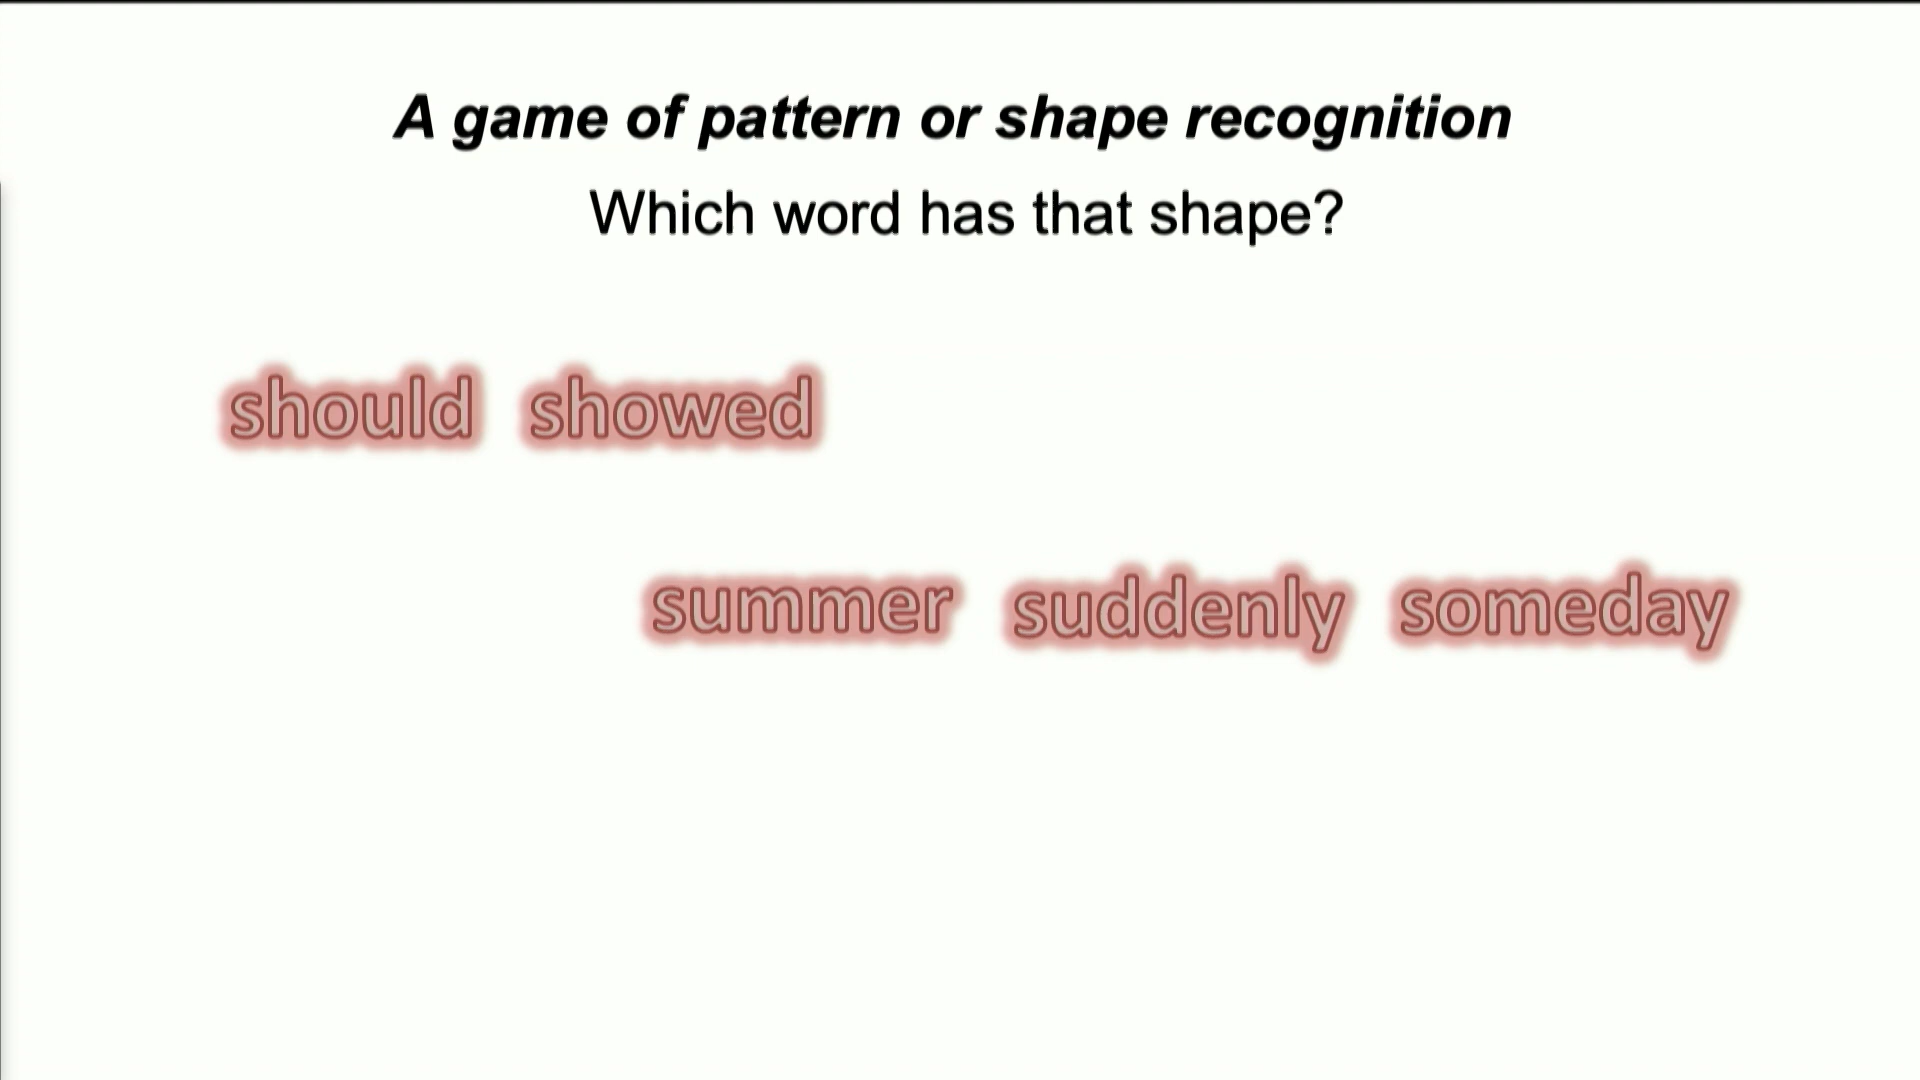 A game of pattern or shape recognition
Which word has that shape?
should showed
summer suddenly someday